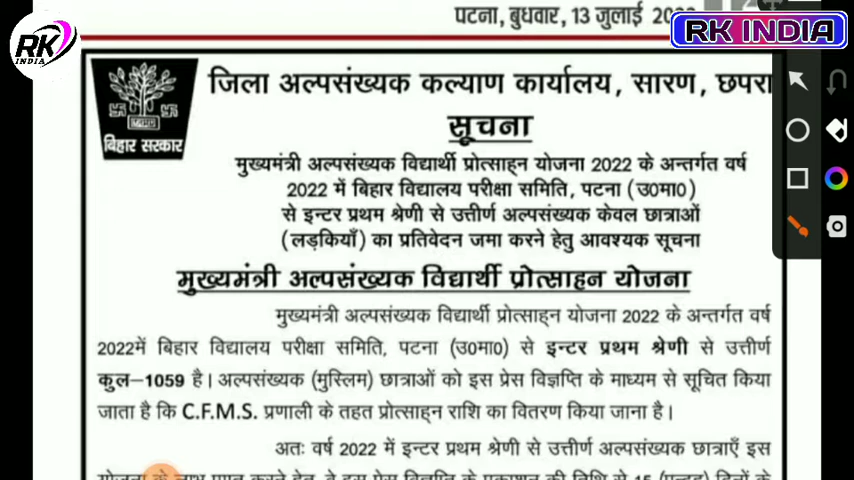 पटना, बुधवार, 13 जुलाई
RK INDIA
RK
INDIA
बिहार सरकार
जिला अल्पसंख्यक कल्याण कार्यालय, सारण, छपरा
सूचना
मुख्यमंत्री अल्पसंख्यक विद्यार्थी प्रोत्साह्न योजना 2022 के अन्तर्गत वर्ष
2022 में बिहार विद्यालय परीक्षा समिति, पटना (उ0मा0)
से इन्टर प्रथम श्रेणी से उत्तीर्ण अल्पसंख्यक केवल छात्राओं
(लड़कियाँ) का प्रतिवेदन जमा करने हेतु आवश्यक सूचना
मुख्यमंत्री अल्पसंख्यक विद्यार्थी प्रोत्साहन योजना
मुख्यमंत्री अल्पसंख्यक विद्यार्थी प्रोत्साह्न योजना 2022 के अन्तर्गत वर्ष
2022में बिहार विद्यालय परीक्षा समिति, पटना (उ0मा0) से इन्टर प्रथम श्रेणी से उत्तीर्ण
कुल–1059 है। अल्पसंख्यक (मुस्लिम) छात्राओं को इस प्रेस विज्ञप्ति के माध्यम से सूचित किया
जाता है कि C.F.M.S. प्रणाली के तहत प्रोत्साह्न राशि का वितरण किया जाना है।
अतः वर्ष 2022 में इन्टर प्रथम श्रेणी से उत्तीर्ण अल्पसंख्यक छात्राएँ इस